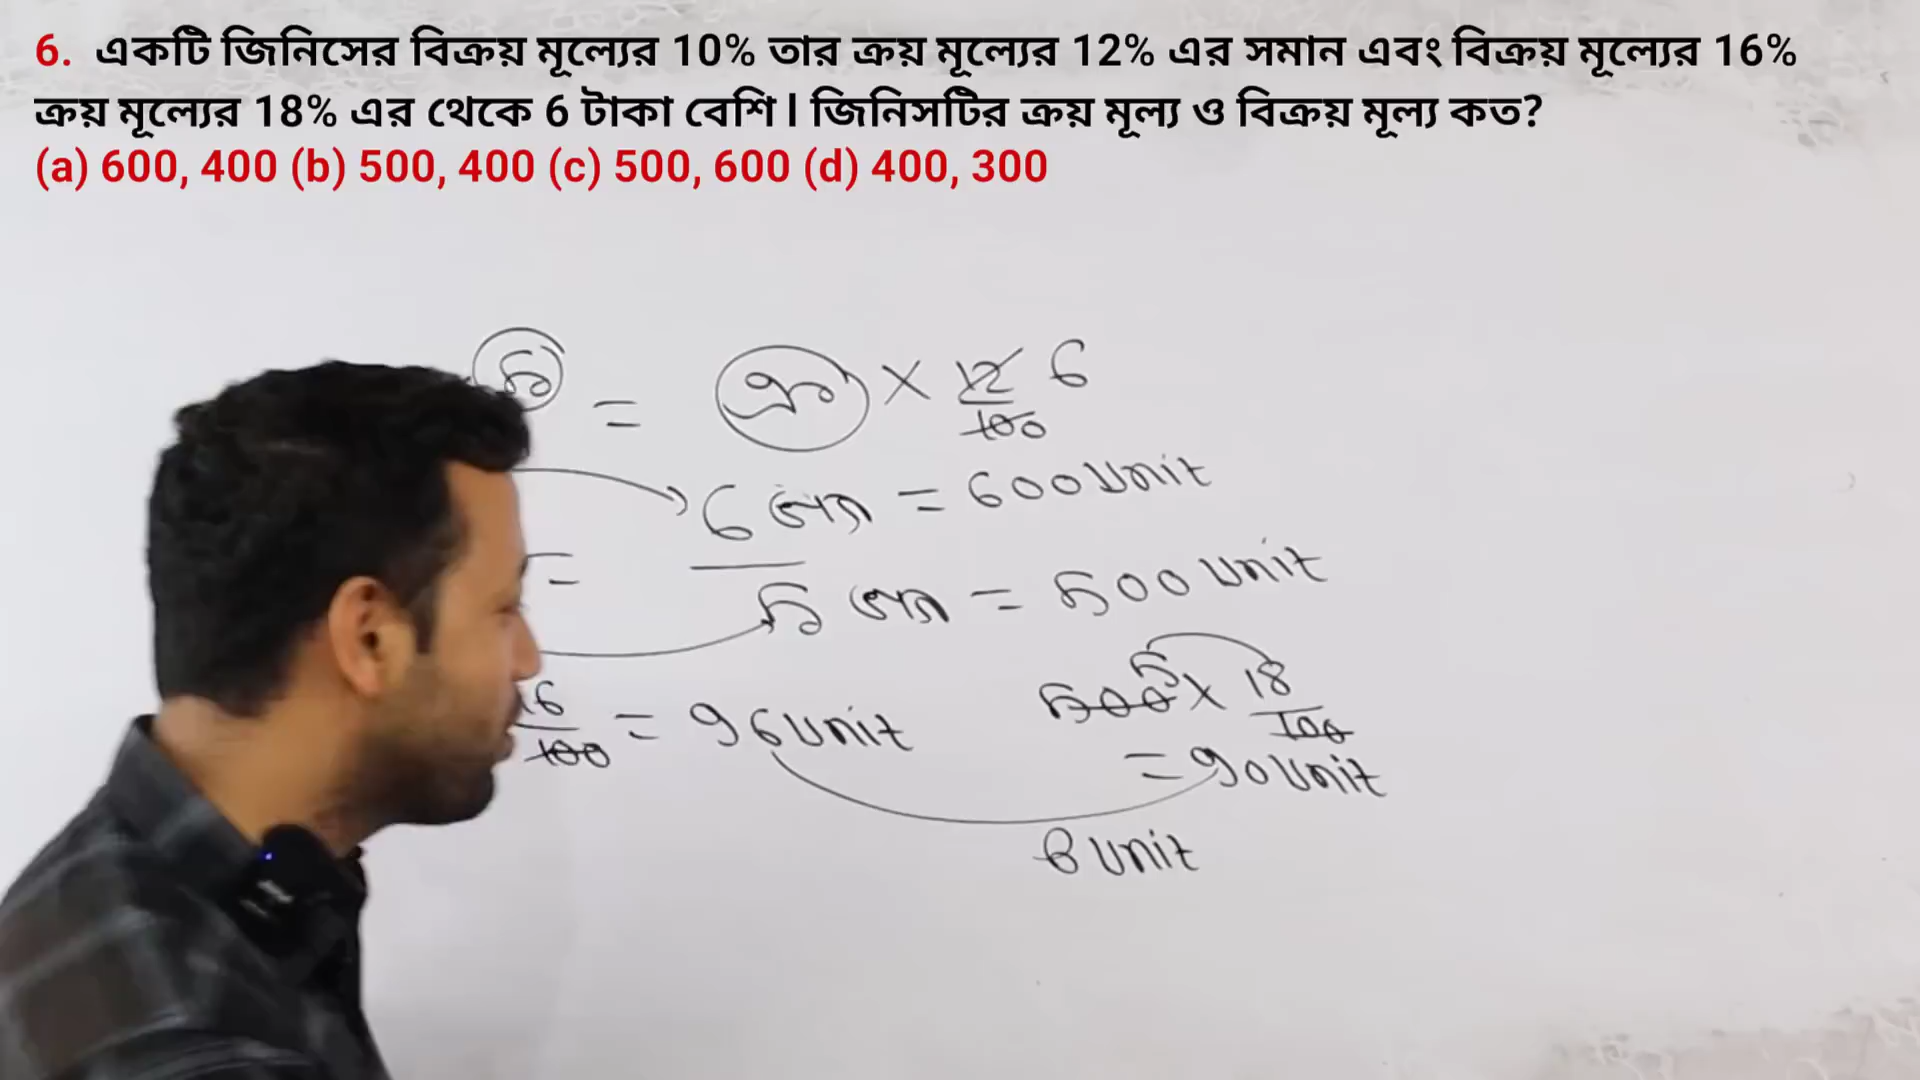 6. একটি জিনিসের বিক্রয় মূল্যের 10% তার ক্রয় মূল্যের 12% এর সমান এবং বিক্রয় মূল্যের 16%
ক্রয় মূল্যের 18% এর থেকে 6 টাকা বেশি। জিনিসটির ক্রয় মূল্য ও বিক্রয় মূল্য কত?
(a) 600, 400 (b) 500, 400 (c) 500, 600 (d) 400, 300
বি = ক্র × 12/100 6
6 = 600 Unit
= 5 = 500 Unit
16/100 = 96 Unit
500 5 × 18/100
= 90 Unit
6 Unit